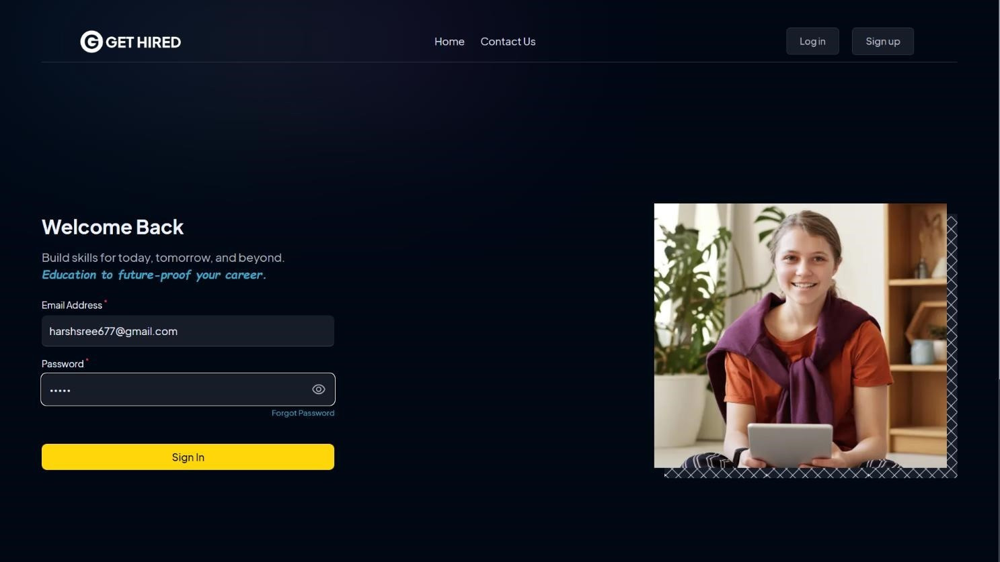 GET HIRED
Home Contact Us
Log in Sign up
Welcome Back
Build skills for today, tomorrow, and beyond.
Education to future-proof your career.
Email Address *
harshsree677@gmail.com
Password *
•••••
Forgot Password
Sign In